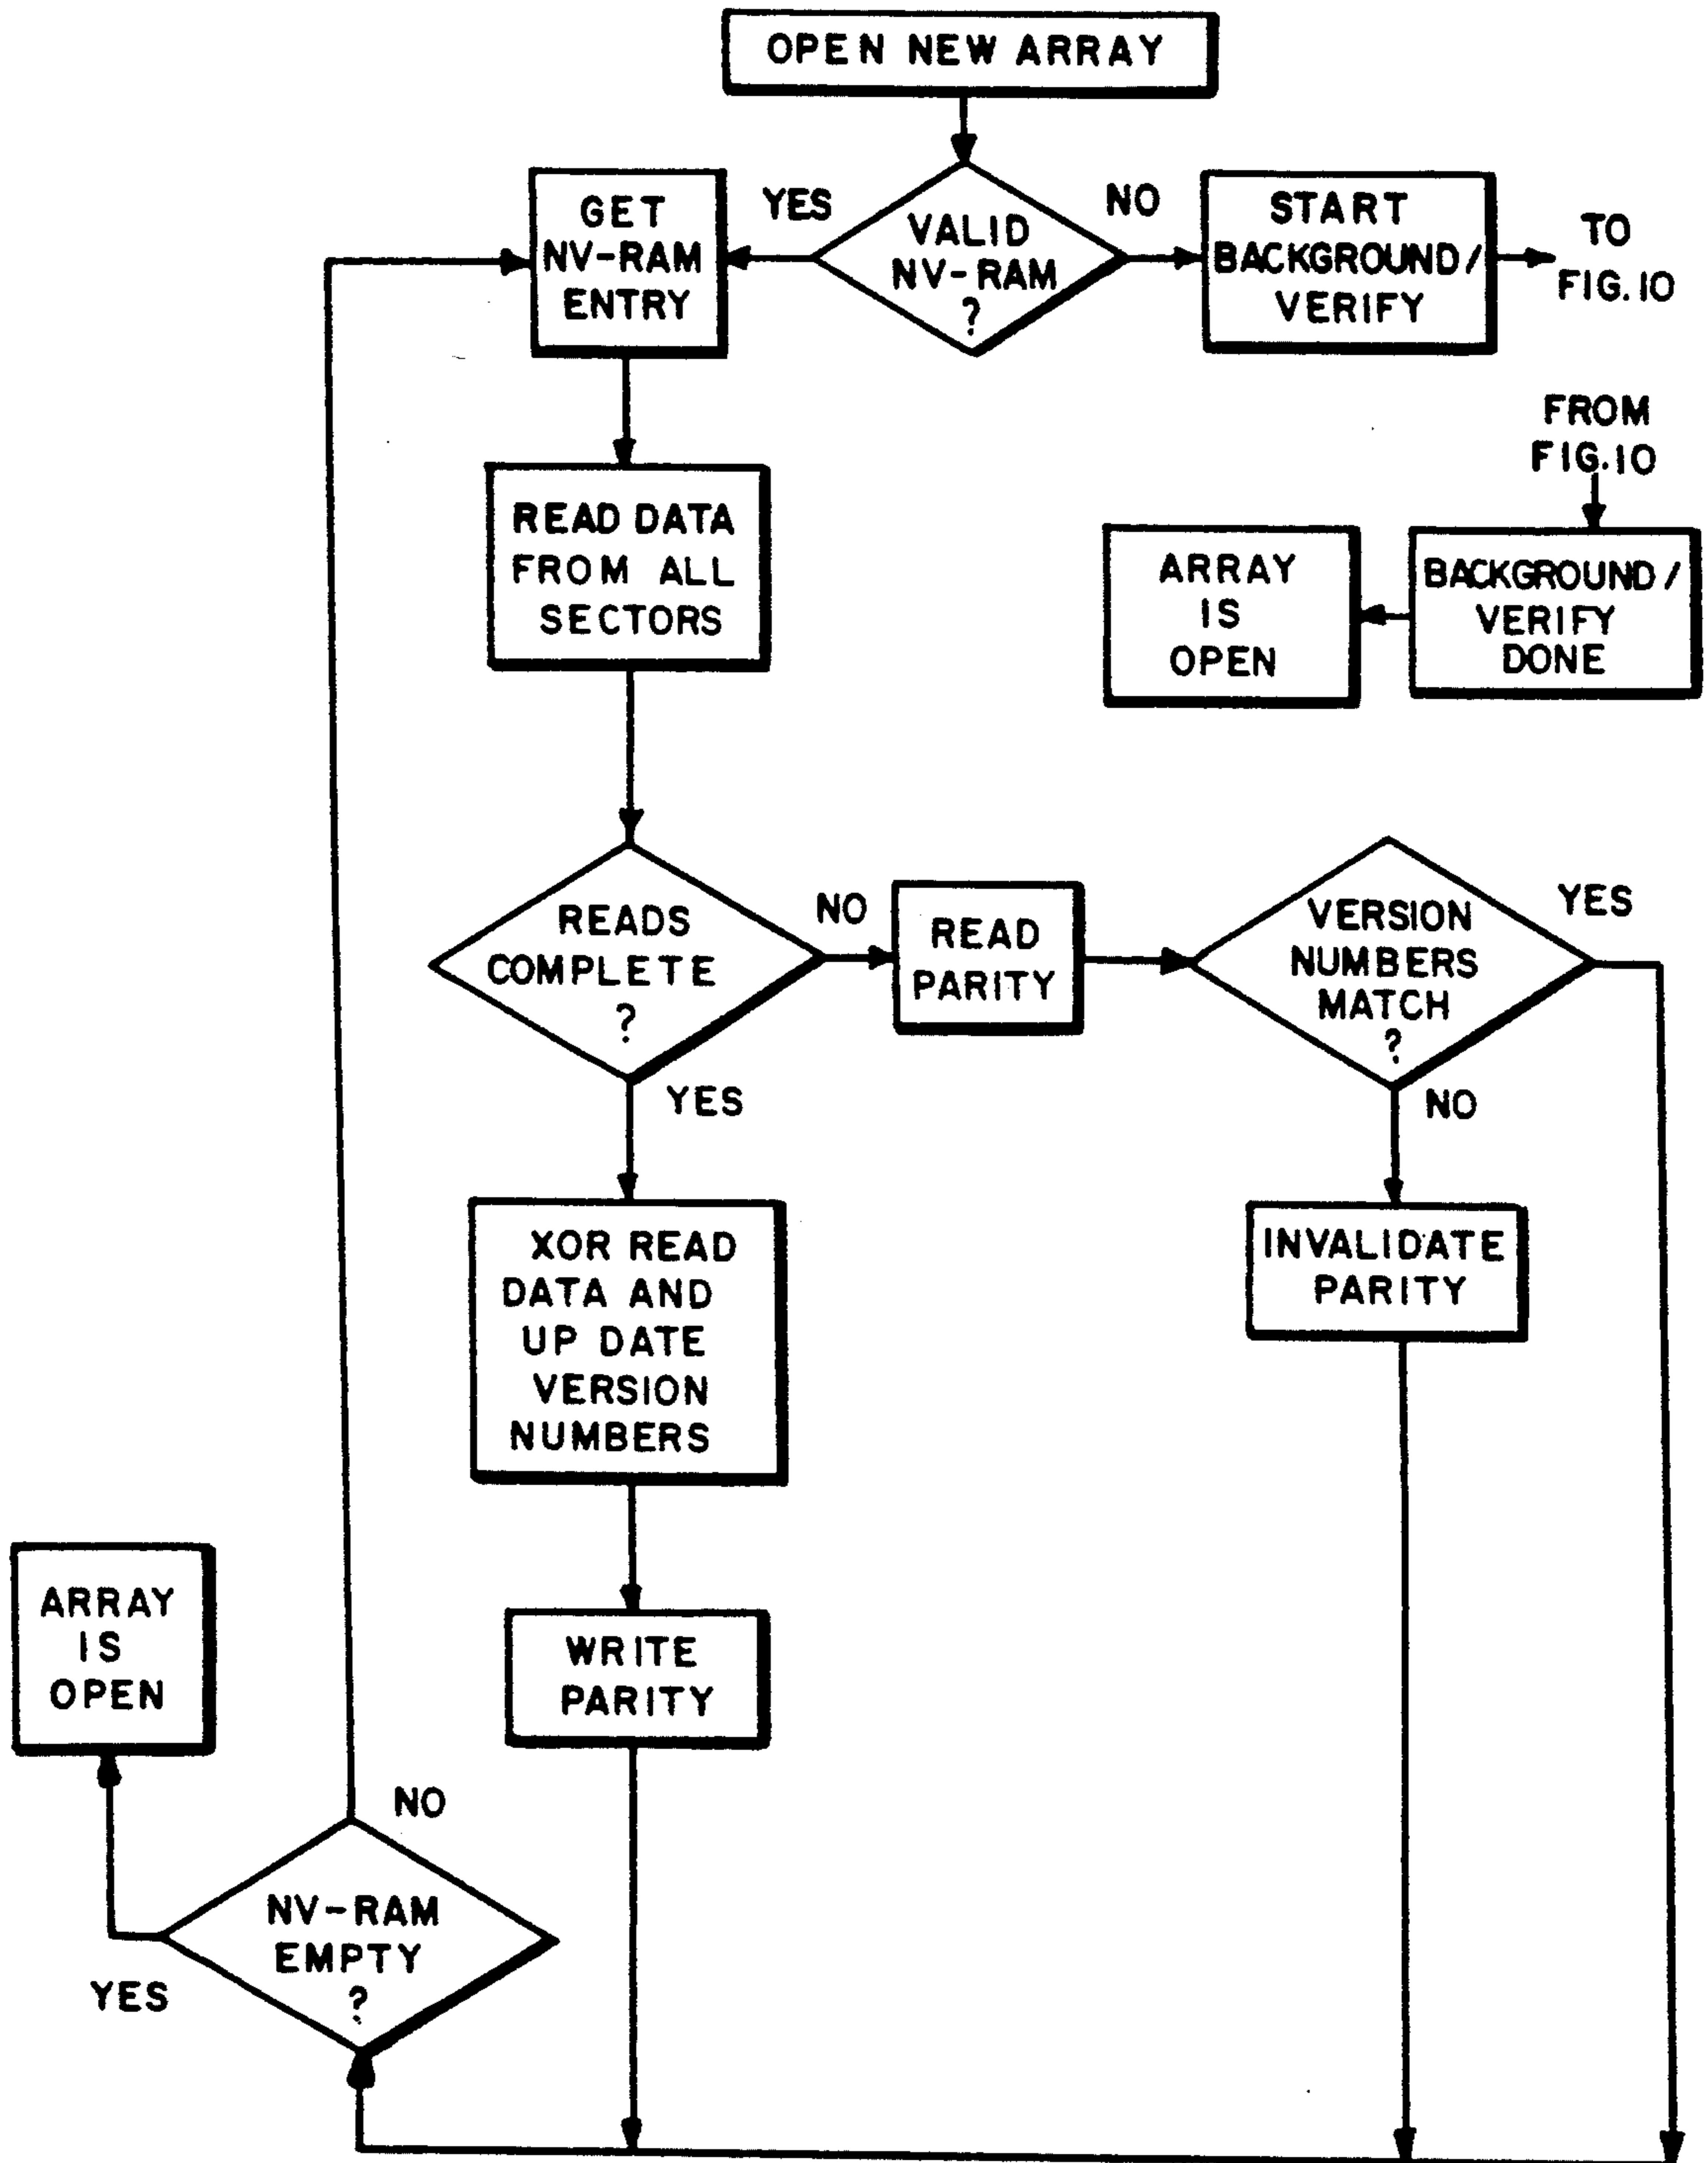 OPEN NEW ARRAY
GET
NV-RAM
ENTRY
YES
VALID
NV-RAM
?
NO
START
BACKGROUND/
VERIFY
TO
FIG.10
FROM
FIG.10
READ DATA
FROM ALL
SECTORS
ARRAY
IS
OPEN
BACKGROUND/
VERIFY
DONE
READS
COMPLETE
?
NO
READ
PARITY
VERSION
NUMBERS
MATCH
?
YES
YES
NO
XOR READ
DATA AND
UP DATE
VERSION
NUMBERS
INVALIDATE
PARITY
ARRAY
IS
OPEN
WRITE
PARITY
NO
NV-RAM
EMPTY
?
YES